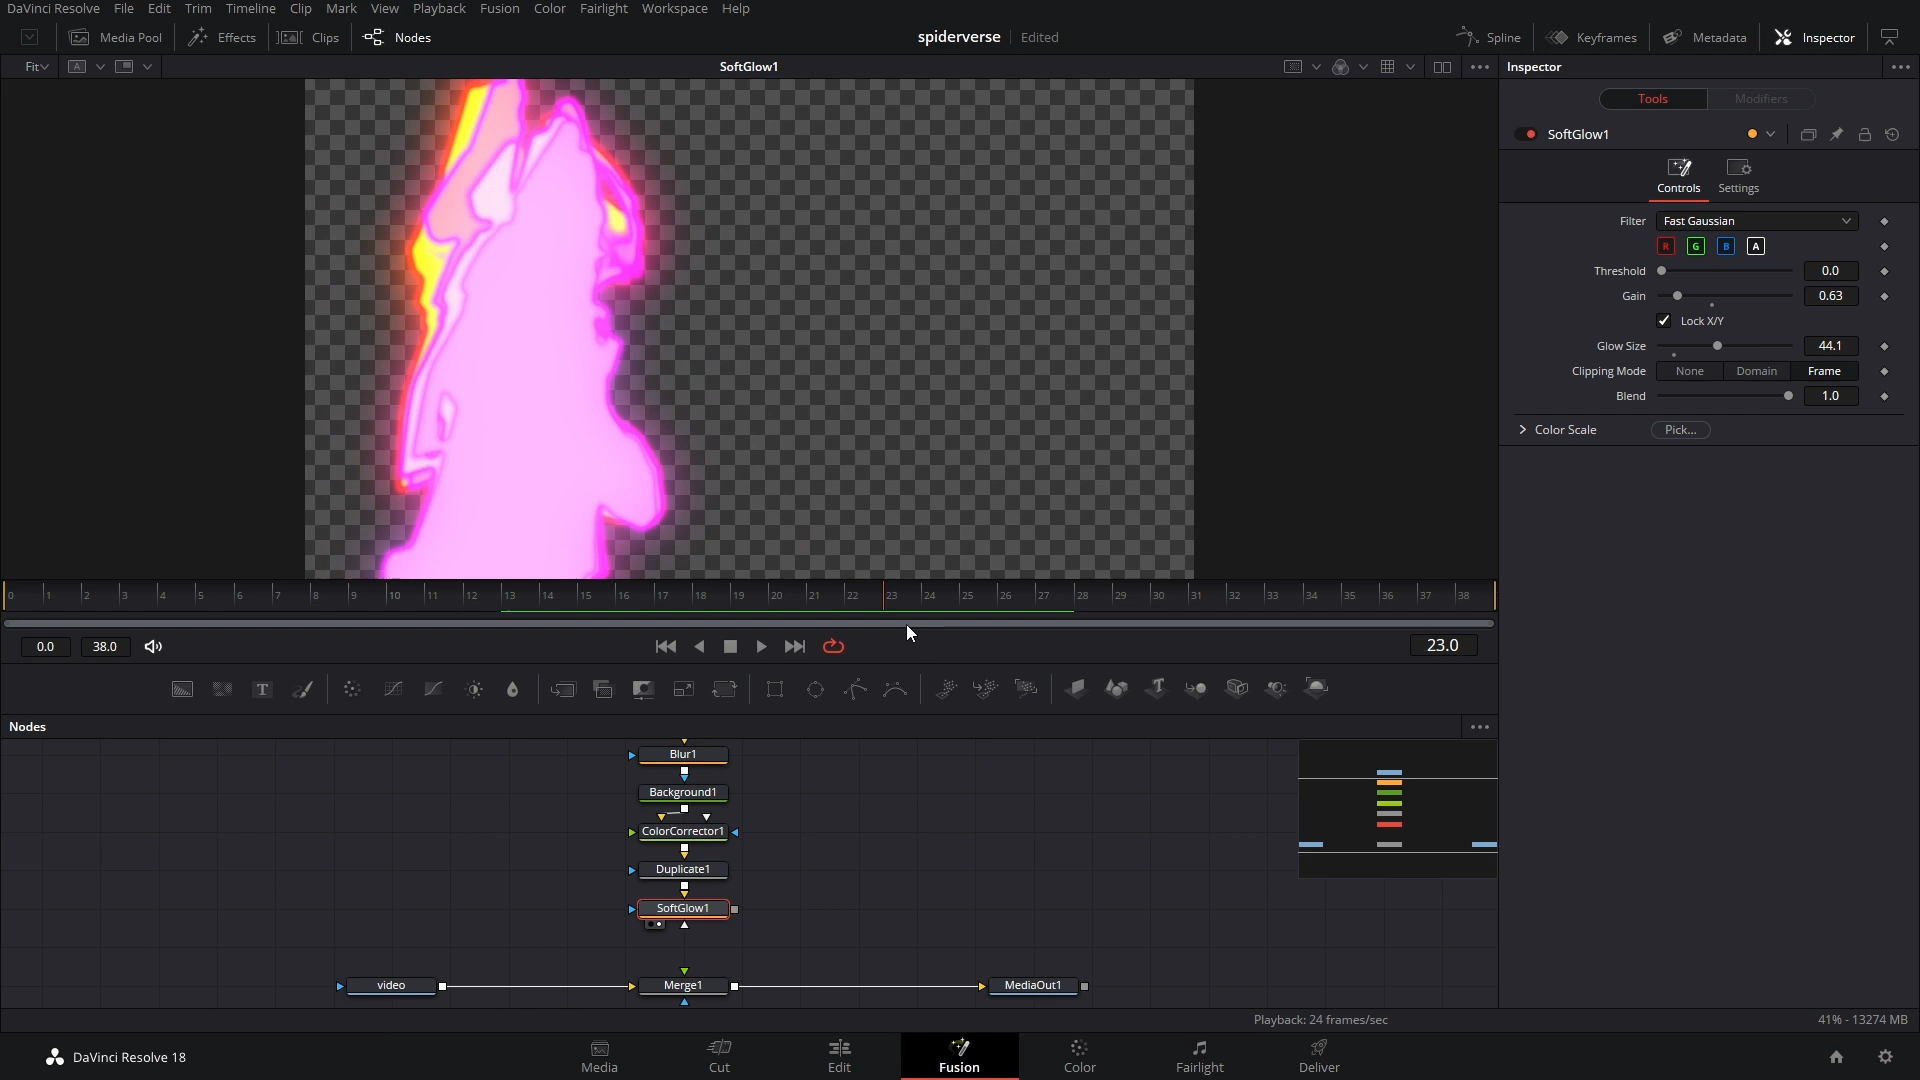 DaVinci Resolve File Edit Trim Timeline Clip Mark View Playback Fusion Color Fairlight Workspace Help
Media Pool Effects Clips Nodes spiderverse Edited Spline Keyframes Metadata Inspector
Fit A SoftGlow1 Inspector
Tools Modifiers
SoftGlow1
Controls Settings
Filter Fast Gaussian
R G B A
Threshold 0.0
Gain 0.63
Lock X/Y
Glow Size 44.1
Clipping Mode None Domain Frame
Blend 1.0
Color Scale Pick...
0 1 2 3 4 5 6 7 8 9 10 11 12 13 14 15 16 17 18 19 20 21 22 23 24 25 26 27 28 29 30 31 32 33 34 35 36 37 38
0.0 38.0 23.0
T
Nodes
Blur1
Background1
ColorCorrector1
Duplicate1
SoftGlow1
video Merge1 MediaOut1
Playback: 24 frames/sec 41% - 13274 MB
DaVinci Resolve 18 Media Cut Edit Fusion Color Fairlight Deliver